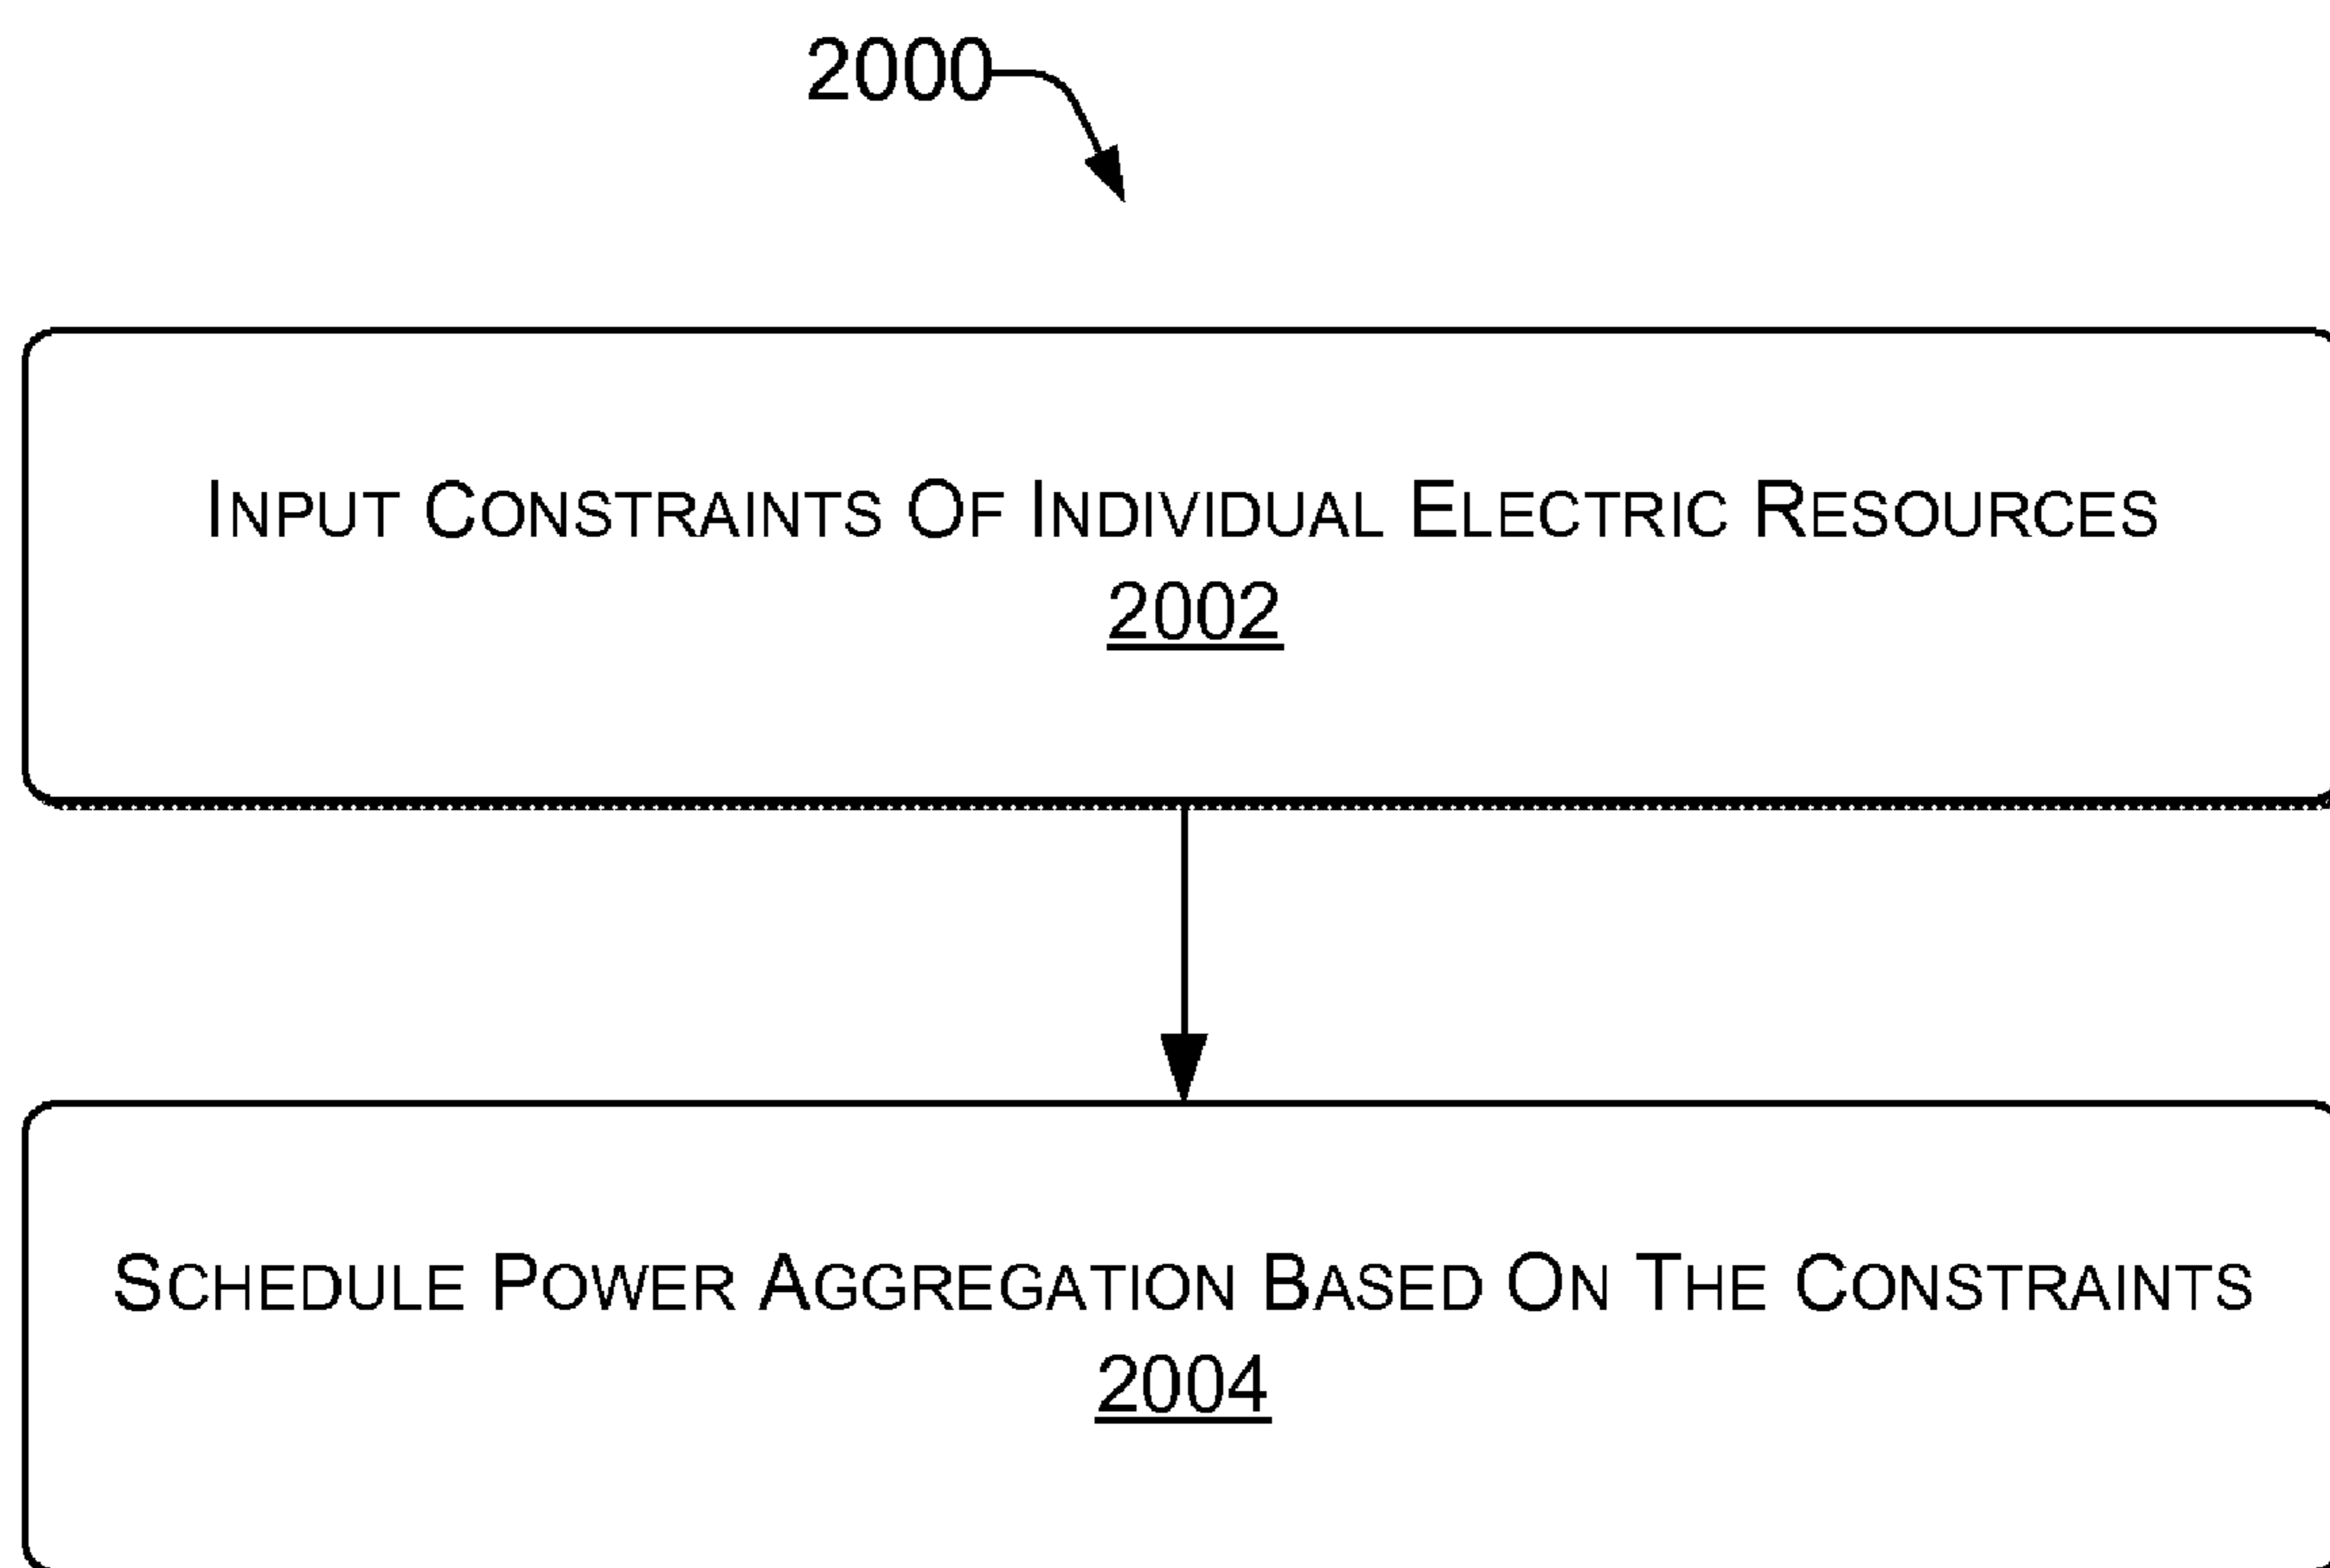 2000
INPUT CONSTRAINTS OF INDIVIDUAL ELECTRIC RESOURCES
2002
SCHEDULE POWER AGGREGATION BASED ON THE CONSTRAINTS
2004